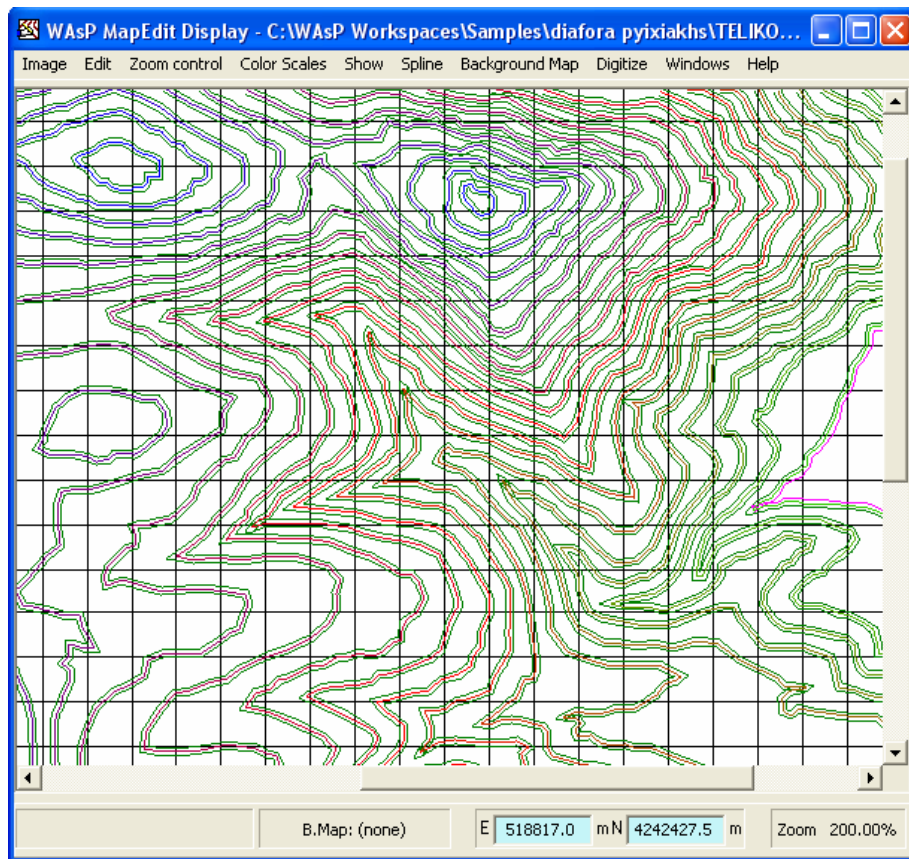 WAsP MapEdit Display - C:\WAsP Workspaces\Samples\diafora pyixiakhs\TELIKO...
Image Edit Zoom control Color Scales Show Spline Background Map Digitize Windows Help
B.Map: (none) E 518817.0 m N 4242427.5 m Zoom 200.00%